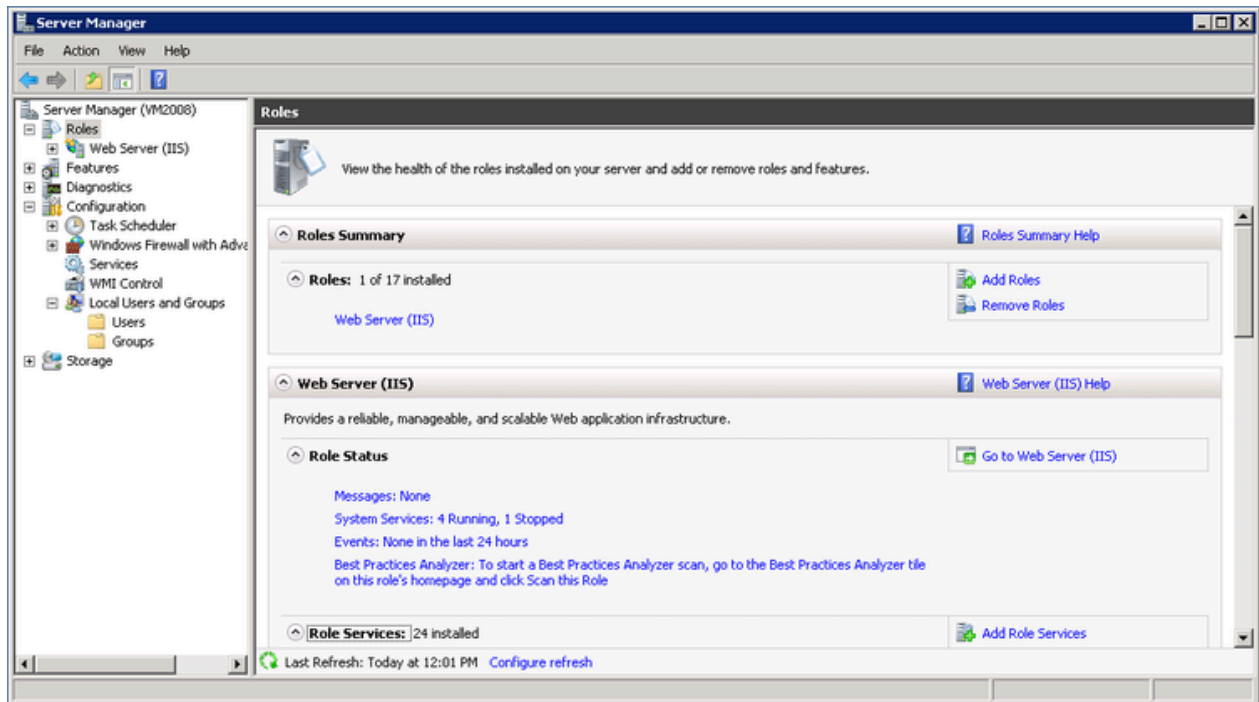 Server Manager
File Action View Help
Server Manager (VM2008)
Roles
Web Server (IIS)
Features
Diagnostics
Configuration
Task Scheduler
Windows Firewall with Adva
Services
WMI Control
Local Users and Groups
Users
Groups
Storage
Roles
View the health of the roles installed on your server and add or remove roles and features.
Roles Summary
Roles Summary Help
Roles: 1 of 17 installed
Add Roles
Remove Roles
Web Server (IIS)
Web Server (IIS)
Web Server (IIS) Help
Provides a reliable, manageable, and scalable Web application infrastructure.
Role Status
Go to Web Server (IIS)
Messages: None
System Services: 4 Running, 1 Stopped
Events: None in the last 24 hours
Best Practices Analyzer: To start a Best Practices Analyzer scan, go to the Best Practices Analyzer tile
on this role's homepage and click Scan this Role
Role Services: 24 installed
Add Role Services
Last Refresh: Today at 12:01 PM Configure refresh